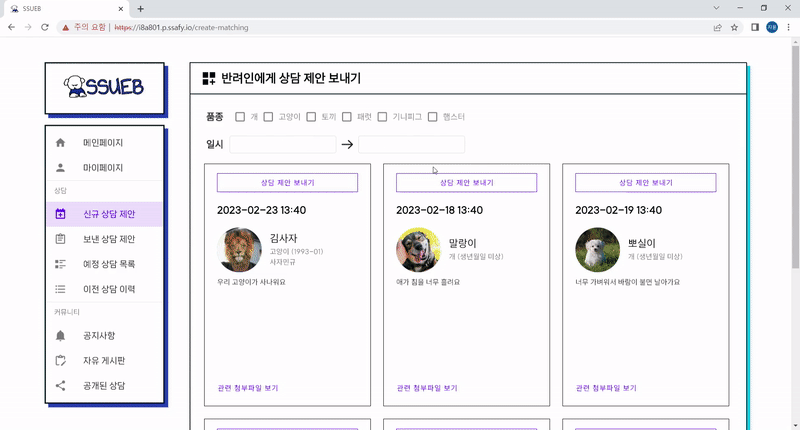 SSUEB
주의 요함
https://i8a801.p.ssafy.io/create-matching
지원
SSUEB
메인페이지
마이페이지
상담
신규 상담 제안
보낸 상담 제안
예정 상담 목록
이전 상담 이력
커뮤니티
공지사항
자유 게시판
공개된 상담
반려인에게 상담 제안 보내기
품종 개 고양이 토끼 패럿 기니피그 햄스터
일시
상담 제안 보내기
2023-02-23 13:40
김사자
고양이 (1993-01)
사자인규
우리 고양이가 사나워요
관련 첨부파일 보기
상담 제안 보내기
2023-02-18 13:40
말랑이
개 (생년월일 미상)
애가 침을 너무 흘려요
관련 첨부파일 보기
상담 제안 보내기
2023-02-19 13:40
뽀실이
개 (생년월일 미상)
너무 가벼워서 바람이 불면 날아가요
관련 첨부파일 보기